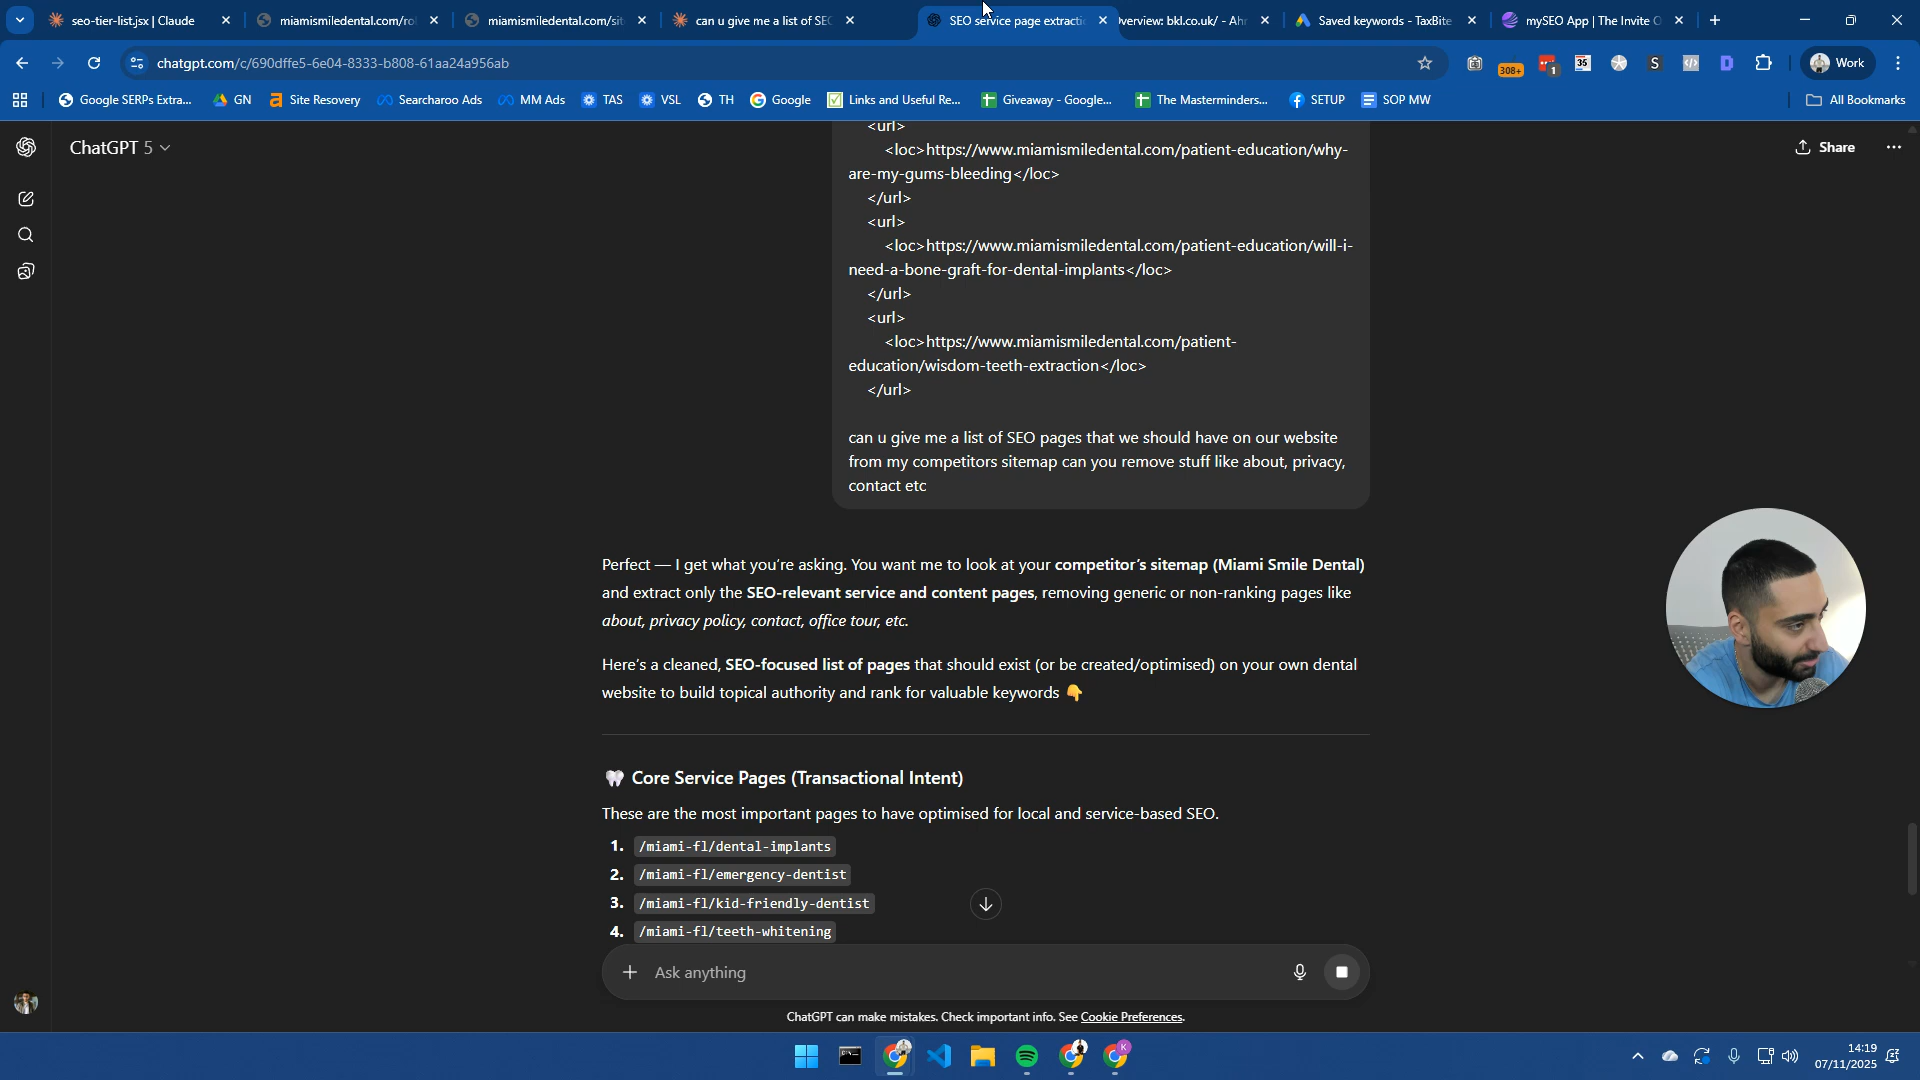 seo-tier-list.jsx | Claude
miamismiledental.com/ro
miamismiledental.com/sit
can u give me a list of SEC
SEO service page extractic
Overview: bkl.co.uk/ - Ahr
Saved keywords - TaxBite
mySEO App | The Invite O
chatgpt.com/c/690dffe5-6e04-8333-b808-61aa24a956ab
308+
1
35
S
D
Work
Google SERPs Extra...
GN
Site Recovery
Searcharoo Ads
MM Ads
TAS
VSL
TH
Google
Links and Useful Re...
Giveaway - Google...
The Masterminders...
SETUP
SOP MW
All Bookmarks
ChatGPT 5
Share
<url>
<loc>https://www.miamismiledental.com/patient-education/why-
are-my-gums-bleeding</loc>
</url>
<url>
<loc>https://www.miamismiledental.com/patient-education/will-i-
need-a-bone-graft-for-dental-implants</loc>
</url>
<url>
<loc>https://www.miamismiledental.com/patient-
education/wisdom-teeth-extraction</loc>
</url>
can u give me a list of SEO pages that we should have on our website
from my competitors sitemap can you remove stuff like about, privacy,
contact etc
Perfect — I get what you're asking. You want me to look at your competitor's sitemap (Miami Smile Dental)
and extract only the SEO-relevant service and content pages, removing generic or non-ranking pages like
about, privacy policy, contact, office tour, etc.
Here's a cleaned, SEO-focused list of pages that should exist (or be created/optimised) on your own dental
website to build topical authority and rank for valuable keywords 👇
🦷 Core Service Pages (Transactional Intent)
These are the most important pages to have optimised for local and service-based SEO.
1. /miami-fl/dental-implants
2. /miami-fl/emergency-dentist
3. /miami-fl/kid-friendly-dentist
4. /miami-fl/teeth-whitening
Ask anything
ChatGPT can make mistakes. Check important info. See Cookie Preferences.
K
14:19
07/11/2025